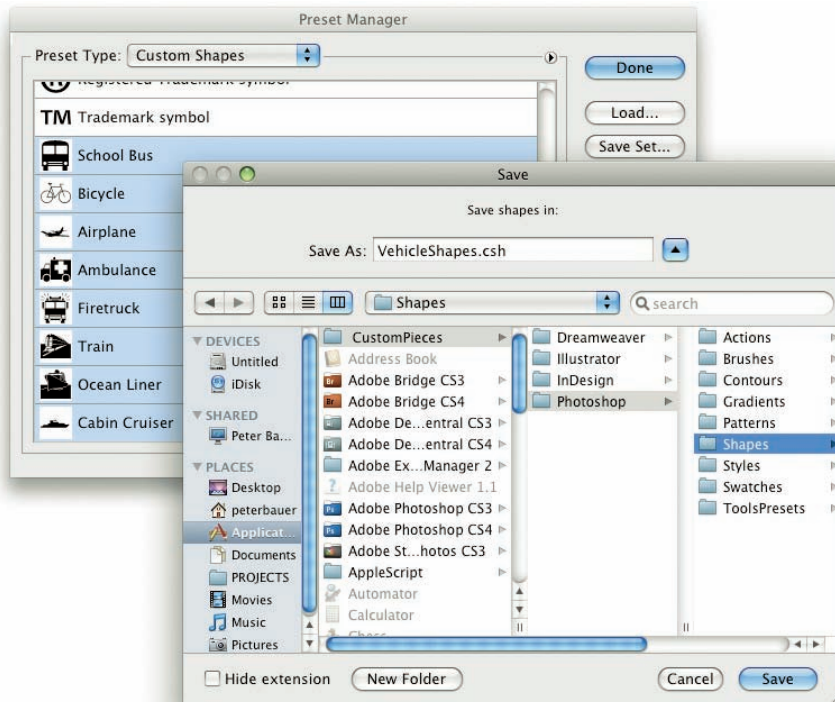 Preset Manager
Preset Type: Custom Shapes
Done
Registered Trademark symbol
TM Trademark symbol
Load...
School Bus
Save Set...
Bicycle
Airplane
Ambulance
Firetruck
Train
Ocean Liner
Cabin Cruiser
Save
Save shapes in:
Save As: VehicleShapes.csh
Shapes
search
DEVICES
Untitled
iDisk
SHARED
Peter Ba...
PLACES
Desktop
peterbauer
Applicat...
Documents
PROJECTS
Movies
Music
Pictures
CustomPieces
Address Book
Adobe Bridge CS3
Adobe Bridge CS4
Adobe De...entral CS3
Adobe De...entral CS4
Adobe Ex...Manager 2
Adobe Help Viewer 1.1
Adobe Photoshop CS3
Adobe Photoshop CS4
Adobe St...hotos CS3
AppleScript
Automator
Calculator
Chess
Dreamweaver
Illustrator
InDesign
Photoshop
Actions
Brushes
Contours
Gradients
Patterns
Shapes
Styles
Swatches
ToolsPresets
Hide extension
New Folder
Cancel
Save